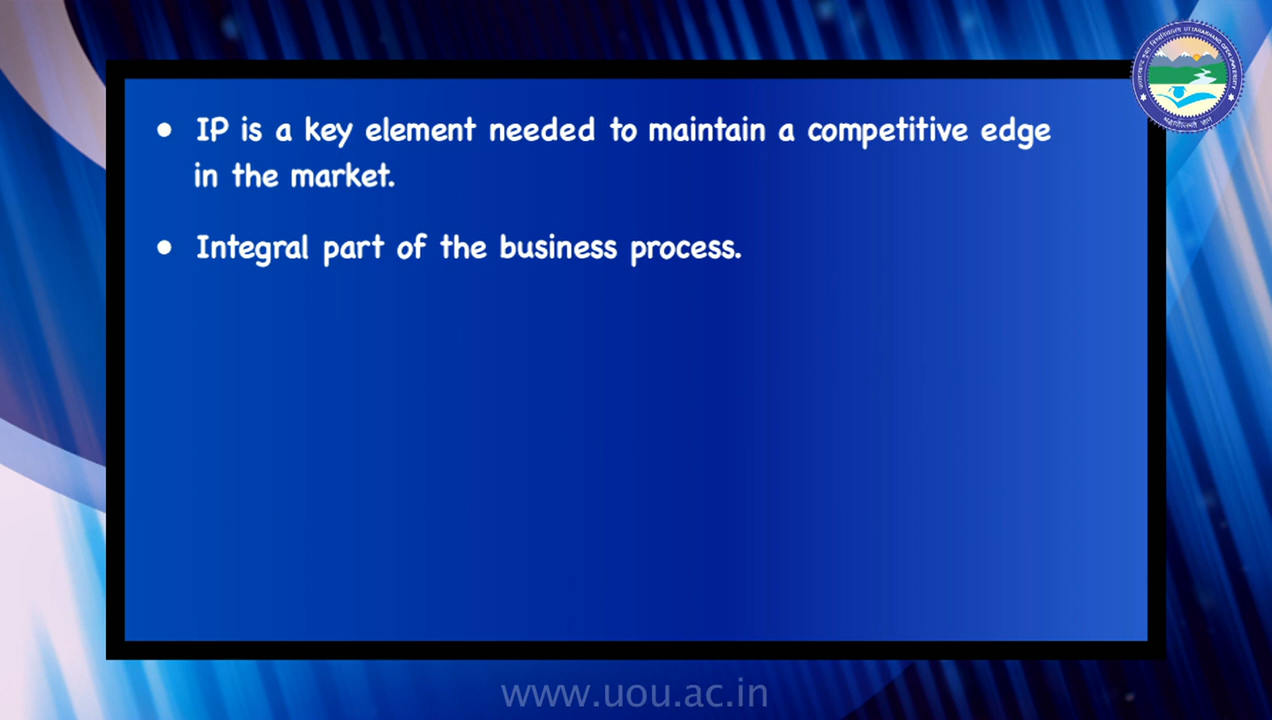 • IP is a key element needed to maintain a competitive edge
in the market.
• Integral part of the business process.
www.uou.ac.in